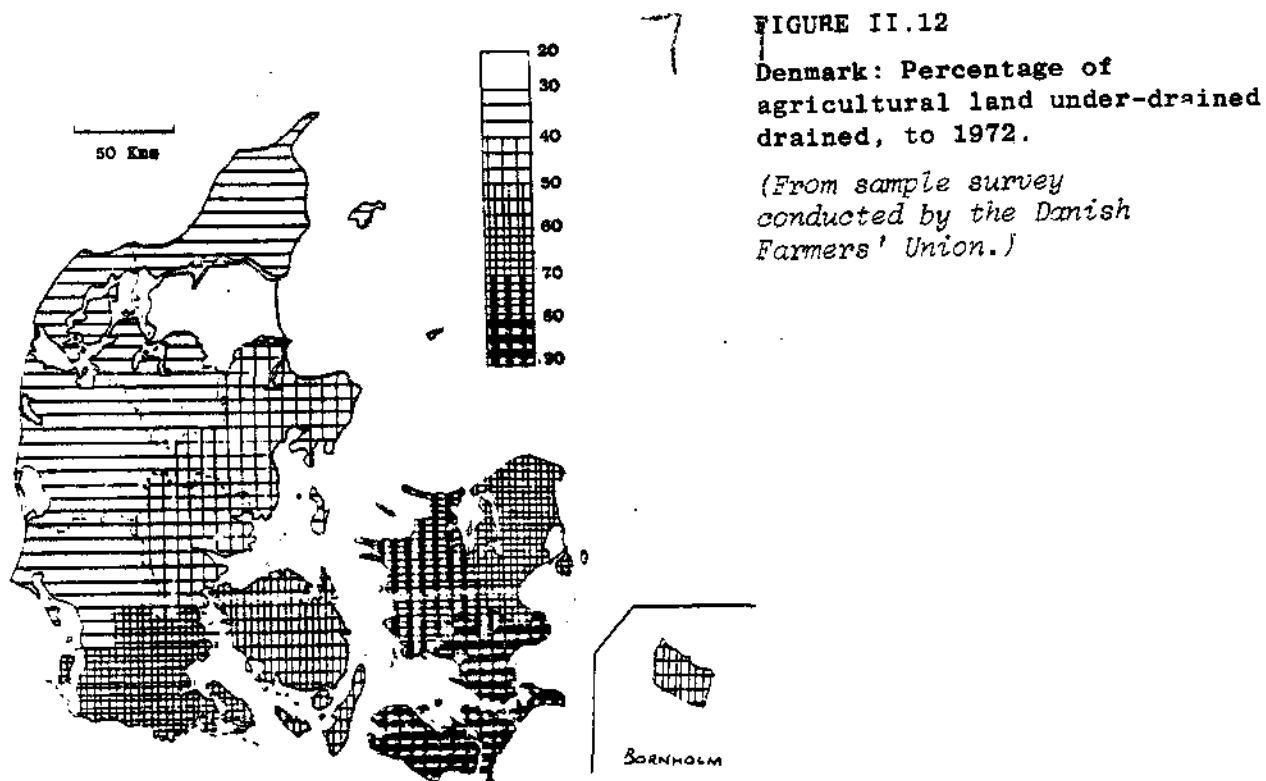 FIGURE II.12
Denmark: Percentage of
agricultural land under-drained
drained, to 1972.
(From sample survey
conducted by the Danish
Farmers' Union.)
20
30
40
50
60
70
80
90
50 Kms
BORNHOLM